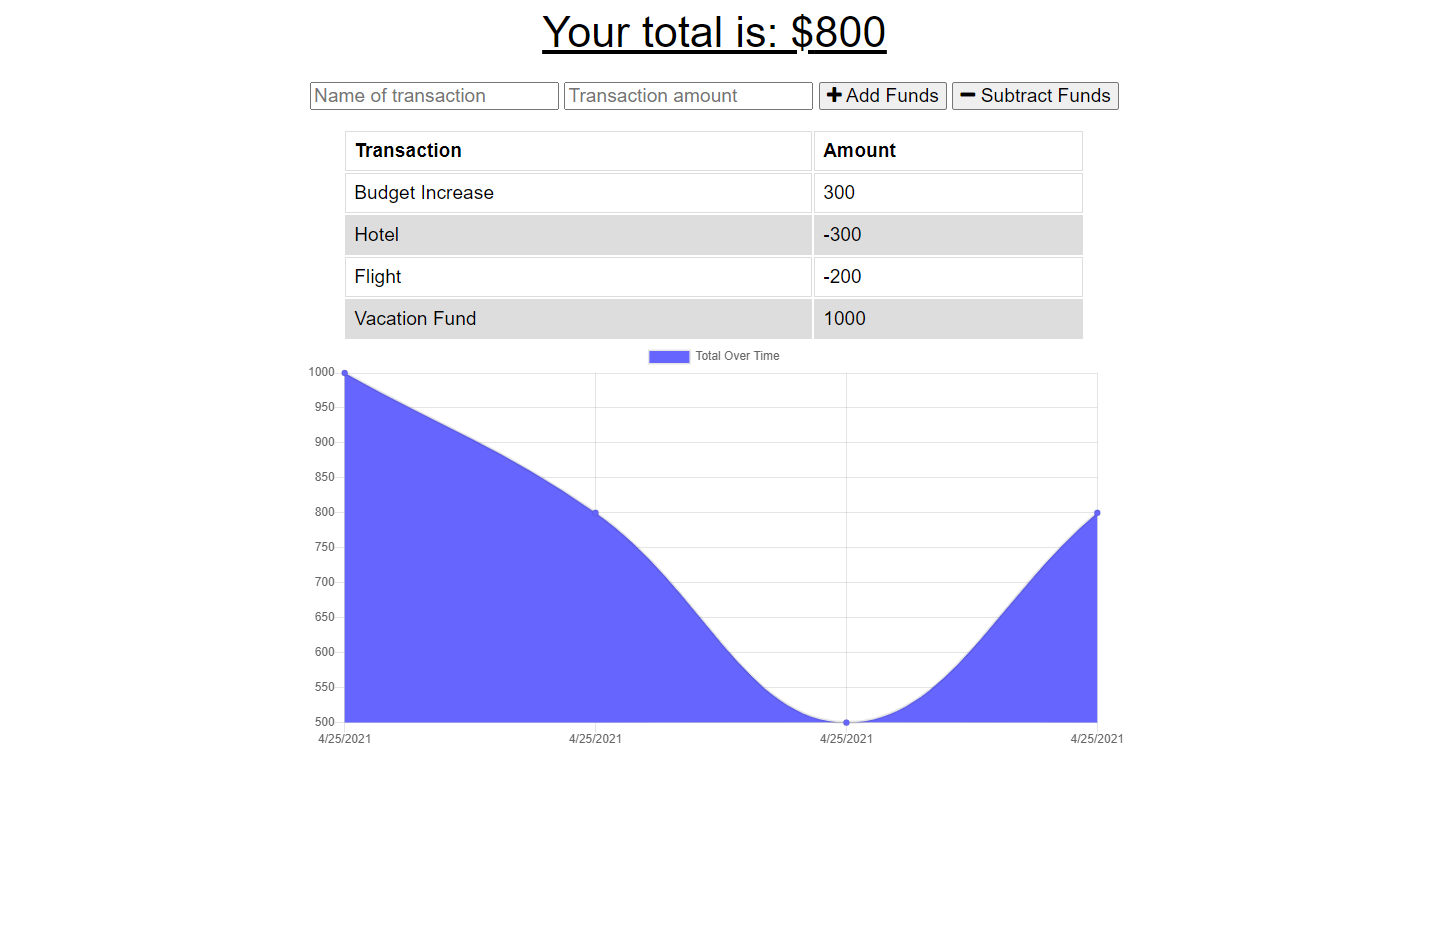 Your total is: $800
Name of transaction Transaction amount Add Funds Subtract Funds
Transaction Amount
Budget Increase 300
Hotel -300
Flight -200
Vacation Fund 1000
Total Over Time
1000
950
900
850
800
750
700
650
600
550
500
4/25/2021 4/25/2021 4/25/2021 4/25/2021